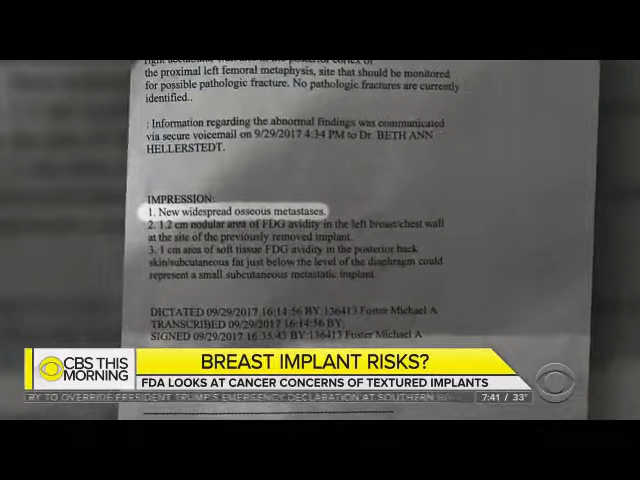 the proximal left femoral metaphysis, site that should be monitored
for possible pathologic fracture. No pathologic fractures are currently
identified..
: Information regarding the abnormal findings was communicated
via secure voicemail on 9/29/2017 4:34 PM to Dr. BETH ANN
HELLERSTEDT.
IMPRESSION:
1. New widespread osseous metastases.
2. 1.2 cm nodular area of FDG avidity in the left breast/chest wall
at the site of the previously removed implant.
3. 1 cm area of soft tissue FDG avidity in the posterior back
skin/subcutaneous fat just below the level of the diaphragm could
represent a small subcutaneous metastatic implant.
DICTATED 09/29/2017 16:14:56 BY: 136413 Foster Michael A
TRANSCRIBED 09/29/2017 16:14:56 BY:
SIGNED 09/29/2017 16:35:43 BY: 136413 Foster Michael A
CBS THIS
MORNING
BREAST IMPLANT RISKS?
FDA LOOKS AT CANCER CONCERNS OF TEXTURED IMPLANTS
TO OVERRIDE PRESIDENT TRUMP'S EMERGENCY DECLARATION AT SOUTHERN
7:41 / 33°